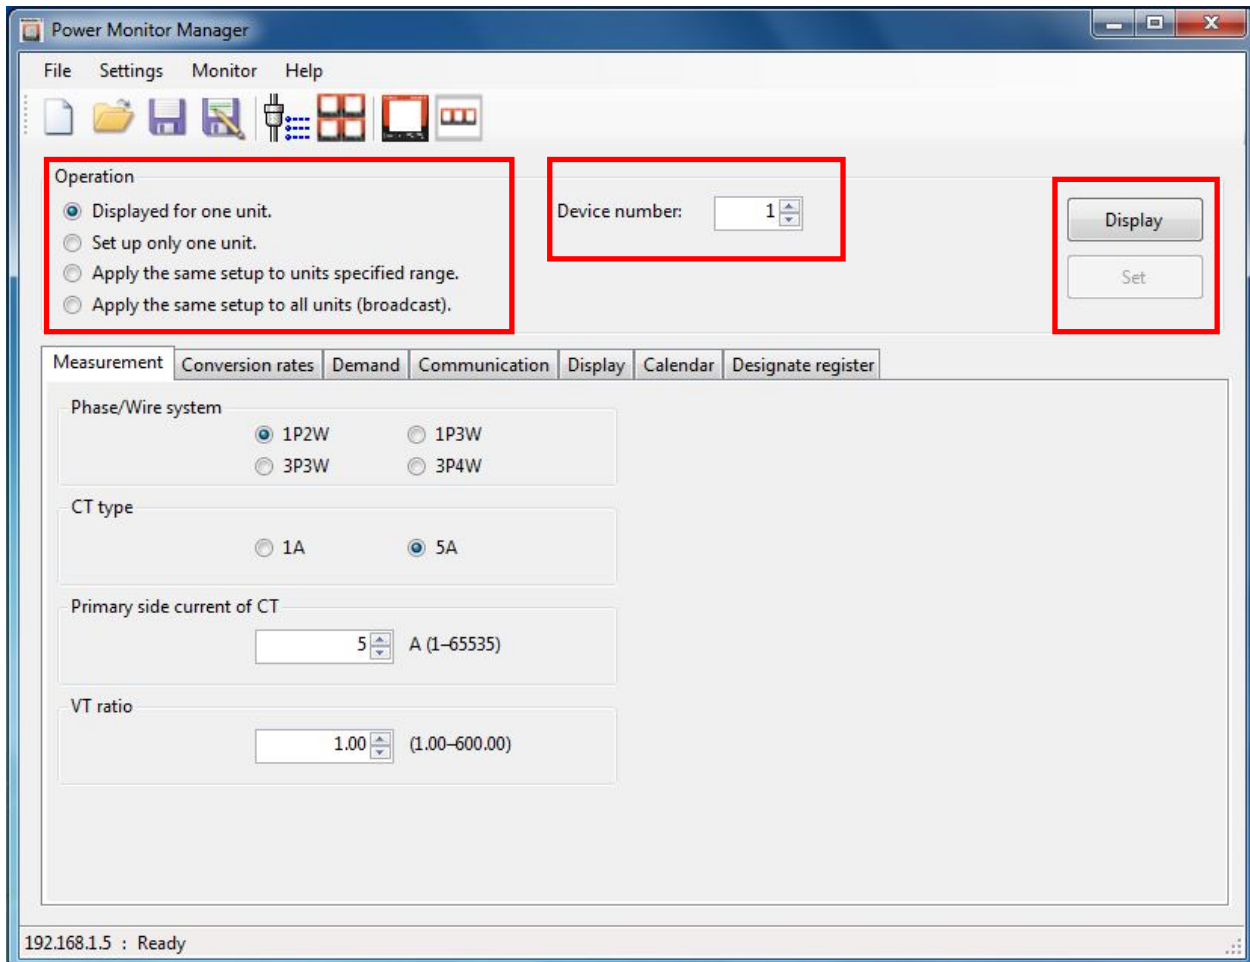 Power Monitor Manager
File Settings Monitor Help
Operation
Displayed for one unit.
Set up only one unit.
Apply the same setup to units specified range.
Apply the same setup to all units (broadcast).
Device number: 1
Display
Set
Measurement Conversion rates Demand Communication Display Calendar Designate register
Phase/Wire system
1P2W 1P3W
3P3W 3P4W
CT type
1A 5A
Primary side current of CT
5 A (1–65535)
VT ratio
1.00 (1.00–600.00)
192.168.1.5 : Ready